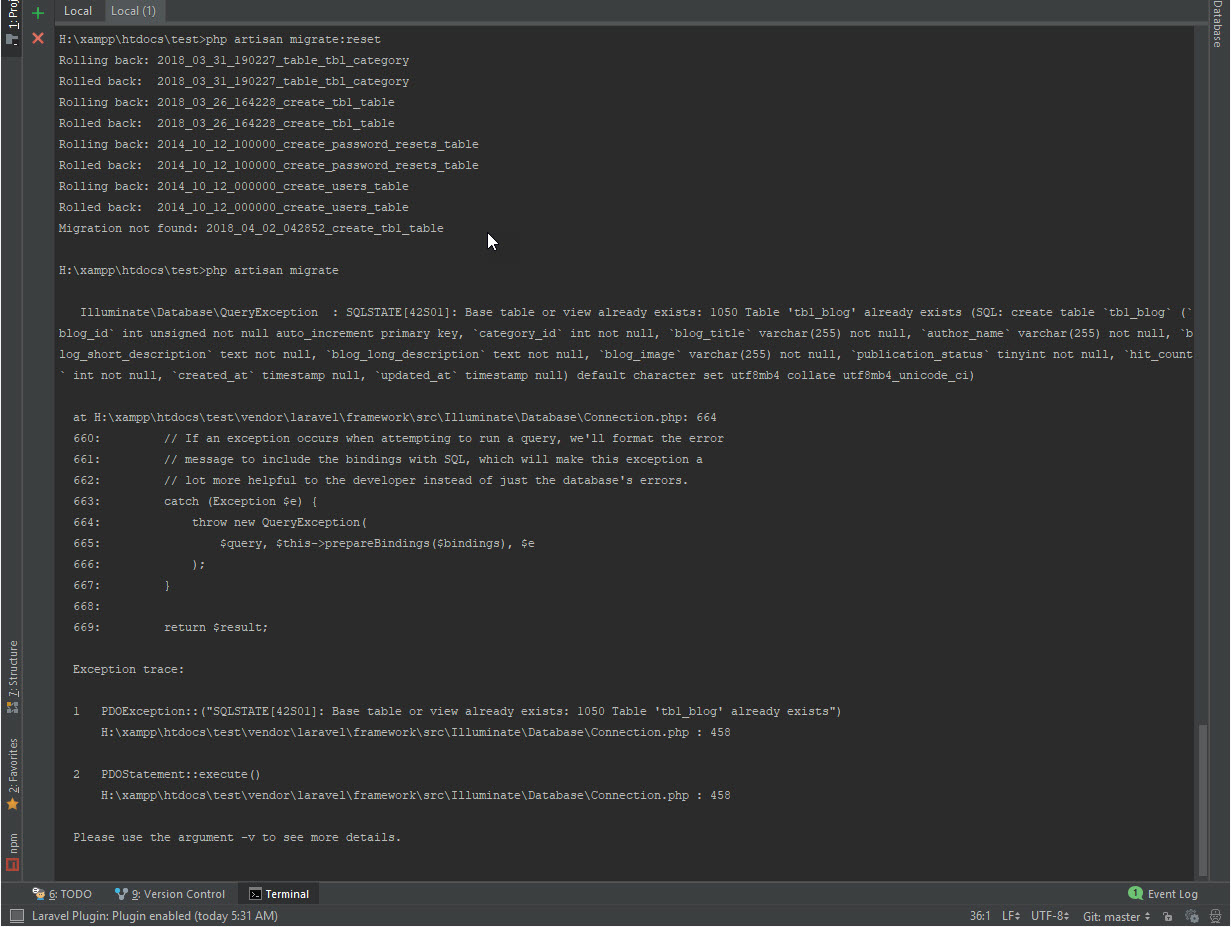 1: Proj
Local
Local (1)
Database
H:\xampp\htdocs\test>php artisan migrate:reset
Rolling back: 2018_03_31_190227_table_tbl_category
Rolled back:  2018_03_31_190227_table_tbl_category
Rolling back: 2018_03_26_164228_create_tbl_table
Rolled back:  2018_03_26_164228_create_tbl_table
Rolling back: 2014_10_12_100000_create_password_resets_table
Rolled back:  2014_10_12_100000_create_password_resets_table
Rolling back: 2014_10_12_000000_create_users_table
Rolled back:  2014_10_12_000000_create_users_table
Migration not found: 2018_04_02_042852_create_tbl_table
H:\xampp\htdocs\test>php artisan migrate
Illuminate\Database\QueryException  : SQLSTATE[42S01]: Base table or view already exists: 1050 Table 'tbl_blog' already exists (SQL: create table `tbl_blog` (`
blog_id` int unsigned not null auto_increment primary key, `category_id` int not null, `blog_title` varchar(255) not null, `author_name` varchar(255) not null, `b
log_short_description` text not null, `blog_long_description` text not null, `blog_image` varchar(255) not null, `publication_status` tinyint not null, `hit_count
` int not null, `created_at` timestamp null, `updated_at` timestamp null) default character set utf8mb4 collate utf8mb4_unicode_ci)
at H:\xampp\htdocs\test\vendor\laravel\framework\src\Illuminate\Database\Connection.php: 664
660:         // If an exception occurs when attempting to run a query, we'll format the error
661:         // message to include the bindings with SQL, which will make this exception a
662:         // lot more helpful to the developer instead of just the database's errors.
663:         catch (Exception $e) {
664:             throw new QueryException(
665:                 $query, $this->prepareBindings($bindings), $e
666:             );
667:         }
668:
669:         return $result;
Exception trace:
1   PDOException::("SQLSTATE[42S01]: Base table or view already exists: 1050 Table 'tbl_blog' already exists")
H:\xampp\htdocs\test\vendor\laravel\framework\src\Illuminate\Database\Connection.php : 458
2   PDOStatement::execute()
H:\xampp\htdocs\test\vendor\laravel\framework\src\Illuminate\Database\Connection.php : 458
Please use the argument -v to see more details.
7: Structure
2: Favorites
npm
6: TODO
9: Version Control
Terminal
1 Event Log
Laravel Plugin: Plugin enabled (today 5:31 AM)
36:1 LF UTF-8 Git: master